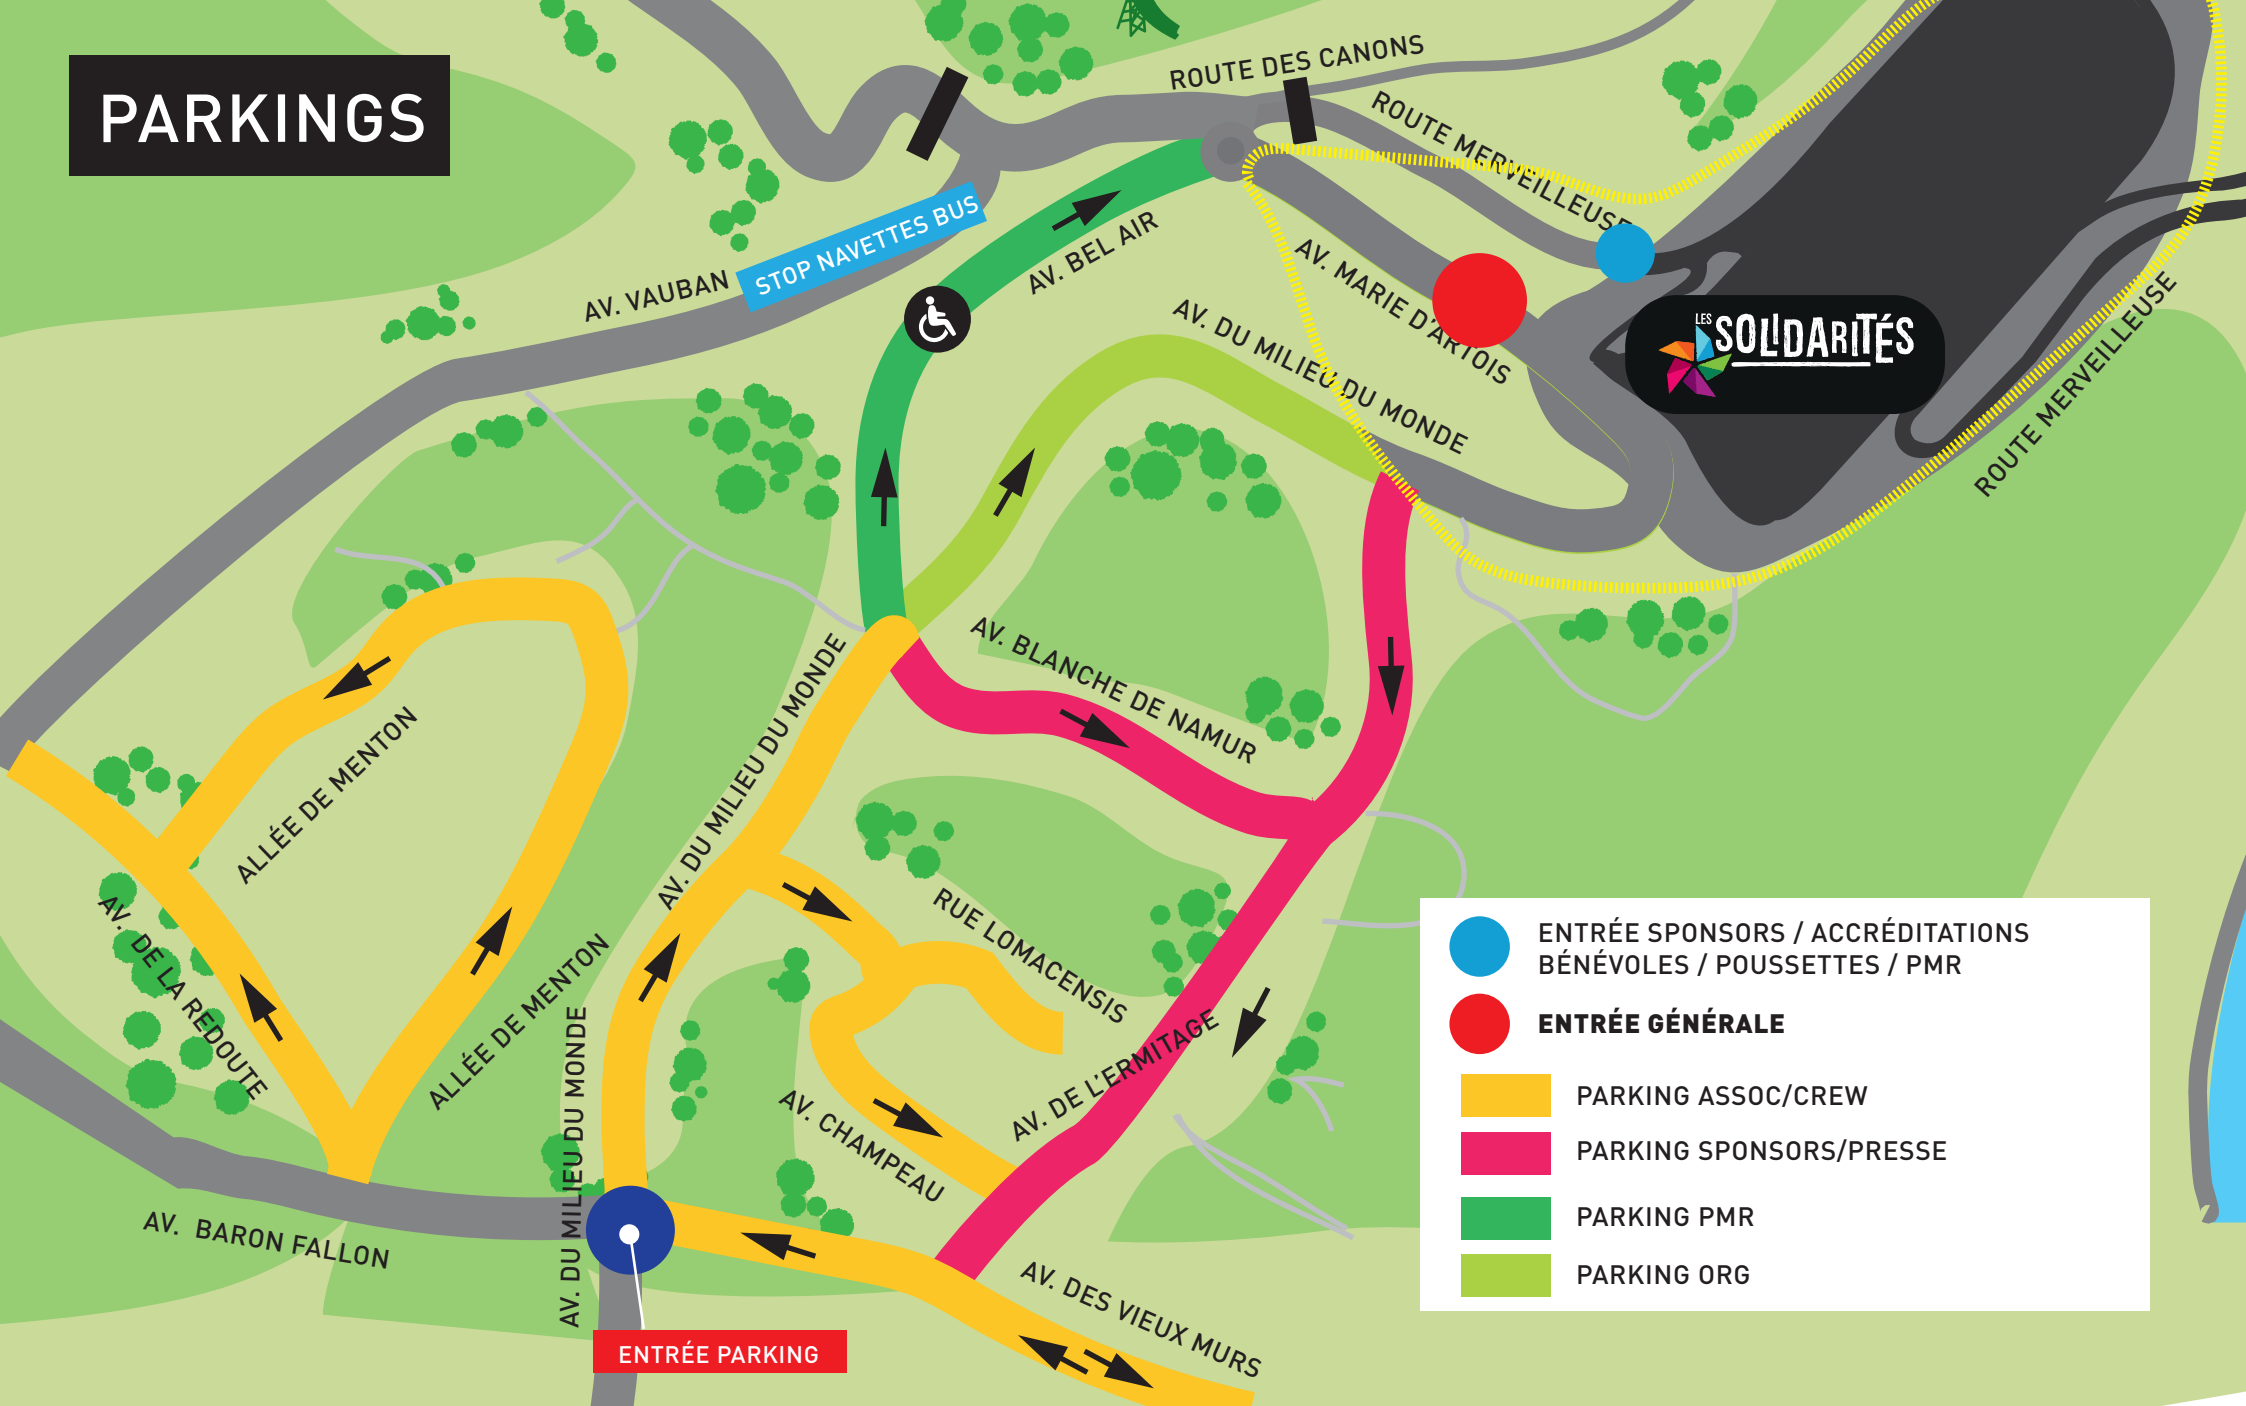 PARKINGS
ROUTE DES CANONS
ROUTE MERVEILLEUSE
STOP NAVETTES BUS
AV. VAUBAN
AV. BEL AIR
AV. MARIE D'ARTOIS
AV. DU MILIEU DU MONDE
LES
SOLIDARITÉS
ROUTE MERVEILLEUSE
AV. BLANCHE DE NAMUR
AV. DU MILIEU DU MONDE
ALLÉE DE MENTON
AV. DE LA REDOUTE
ALLÉE DE MENTON
RUE LOMACENSIS
AV. DE L'ERMITAGE
AV. CHAMPEAU
AV. DU MILIEU DU MONDE
AV. BARON FALLON
AV. DES VIEUX MURS
ENTRÉE PARKING
ENTRÉE SPONSORS / ACCRÉDITATIONS
BÉNÉVOLES / POUSSETTES / PMR
ENTRÉE GÉNÉRALE
PARKING ASSOC/CREW
PARKING SPONSORS/PRESSE
PARKING PMR
PARKING ORG